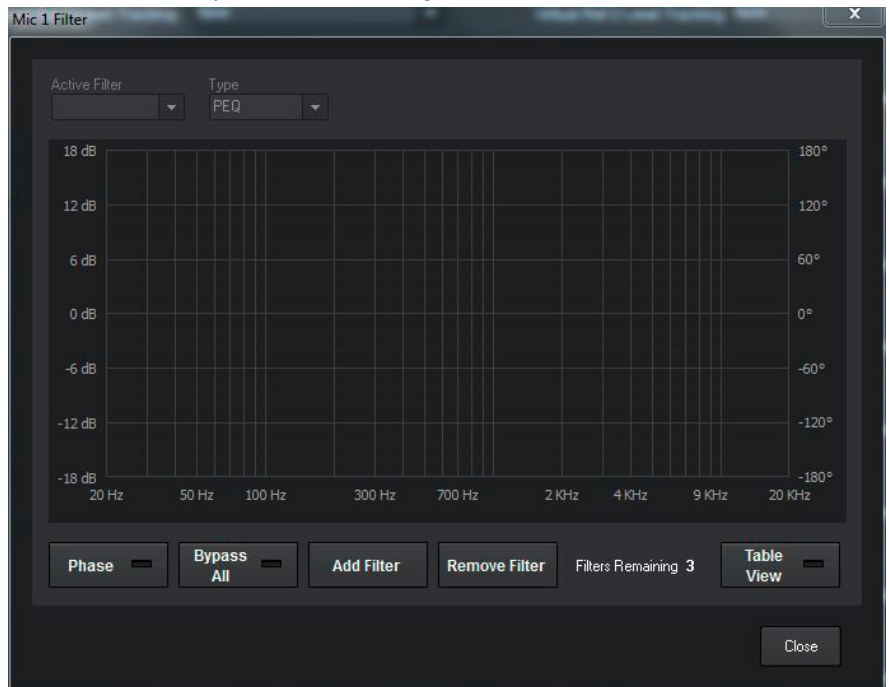 Mic 1 Filter
X
Active Filter
Type
PEQ
18 dB
180°
12 dB
120°
6 dB
60°
0 dB
0°
-6 dB
-60°
-12 dB
-120°
-18 dB
-180°
20 Hz 50 Hz 100 Hz 300 Hz 700 Hz 2 KHz 4 KHz 9 KHz 20 KHz
Phase
Bypass
All
Add Filter
Remove Filter
Filters Remaining 3
Table
View
Close